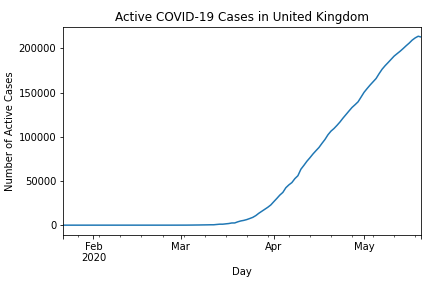 Active COVID-19 Cases in United Kingdom
Number of Active Cases
200000
150000
100000
50000
0
Feb
2020
Mar
Apr
May
Day